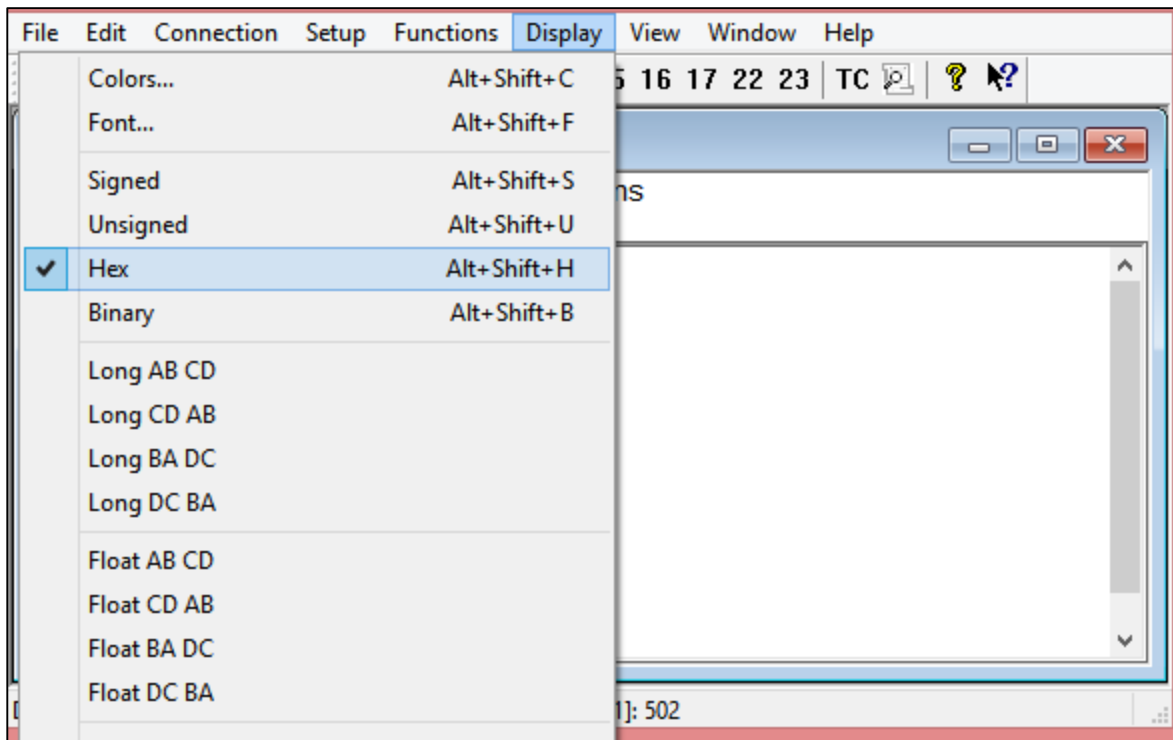 File Edit Connection Setup Functions Display View Window Help
Colors... Alt+Shift+C
16 17 22 23 TC
Font... Alt+Shift+F
Signed Alt+Shift+S
Unsigned Alt+Shift+U
Hex Alt+Shift+H
Binary Alt+Shift+B
Long AB CD
Long CD AB
Long BA DC
Long DC BA
Float AB CD
Float CD AB
Float BA DC
Float DC BA
1]: 502